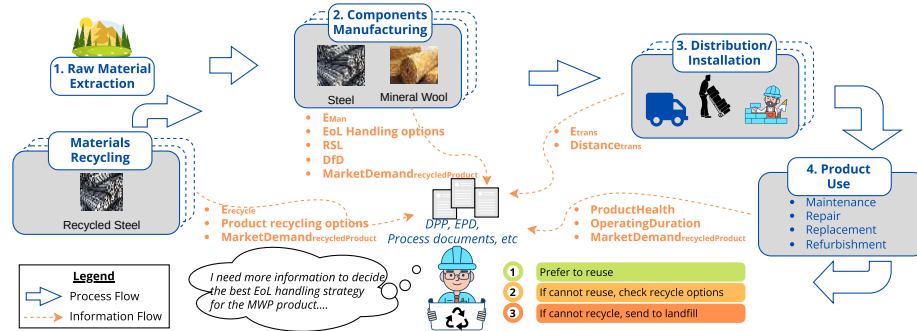 1. Raw Material
Extraction
2. Components
Manufacturing
Steel
Mineral Wool
3. Distribution/
Installation
Materials
Recycling
Recycled Steel
• EMan
• EoL Handling options
• RSL
• DfD
• MarketDemandrecycledProduct
• Etrans
• Distancetrans
4. Product
Use
• Maintenance
• Repair
• Replacement
• Refurbishment
• Erecycle
• Product recycling options
• MarketDemandrecycledProduct
DPP, EPD,
Process documents, etc
• ProductHealth
• OperatingDuration
• MarketDemandrecycledProduct
Legend
Process Flow
Information Flow
I need more information to decide
the best EoL handling strategy
for the MWP product....
1 Prefer to reuse
2 If cannot reuse, check recycle options
3 If cannot recycle, send to landfill